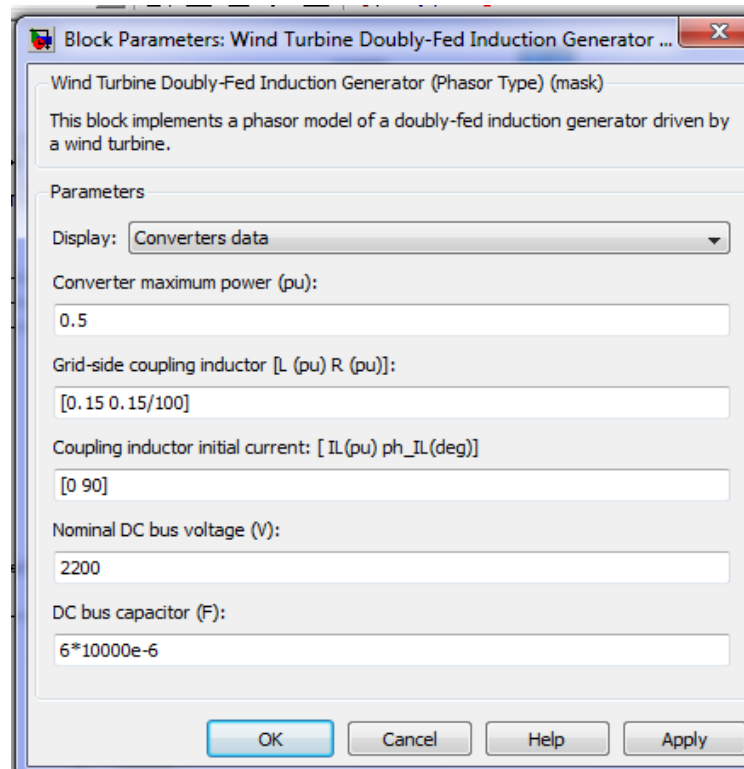 Block Parameters: Wind Turbine Doubly-Fed Induction Generator ...
Wind Turbine Doubly-Fed Induction Generator (Phasor Type) (mask)
This block implements a phasor model of a doubly-fed induction generator driven by
a wind turbine.
Parameters
Display: Converters data
Converter maximum power (pu):
0.5
Grid-side coupling inductor [L (pu) R (pu)]:
[0.15 0.15/100]
Coupling inductor initial current: [ IL(pu) ph_IL(deg)]
[0 90]
Nominal DC bus voltage (V):
2200
DC bus capacitor (F):
6*10000e-6
OK Cancel Help Apply